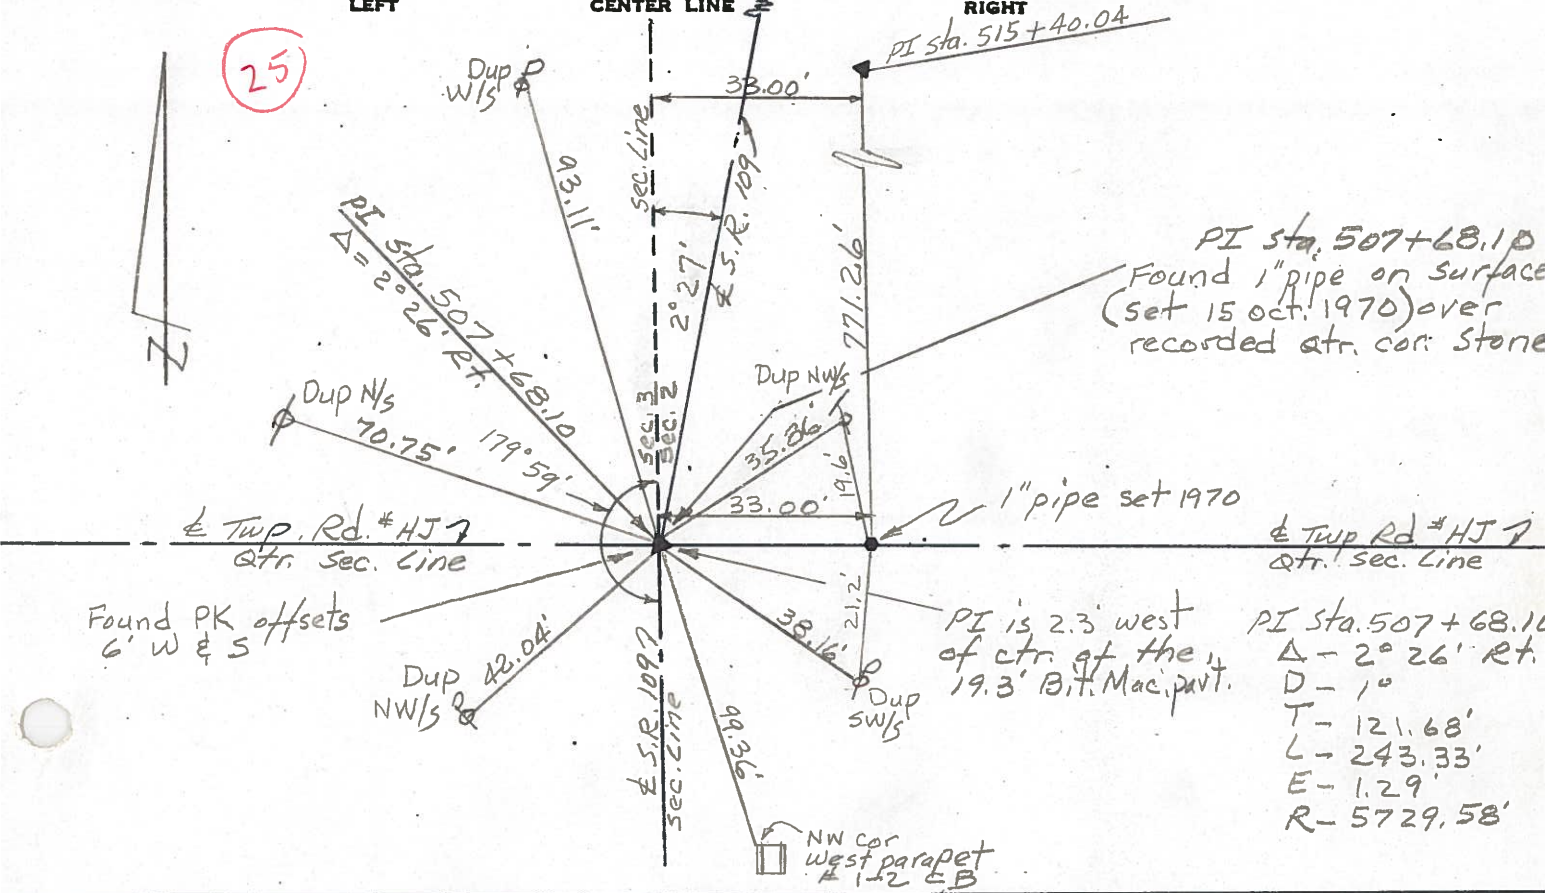 LEFT
CENTER LINE
RIGHT
25
PI sta. 515+40.04
Dup
W/s
33.00'
93.11'
sec. Line
℄ S.R. 109
2°27'
771.26'
PI sta. 507+68.10
Δ = 2°26' Rt.
PI sta. 507+68.10
Found 1" pipe on surface
(set 15 Oct. 1970) over
recorded Qtr. cor. Stone
Z
Dup N/s
70.75'
179°59'
sec. 3
sec. 2
Dup NW/s
35.86'
19.6'
33.00'
1" pipe set 1970
℄ Twp. Rd. #HJ
Qtr. Sec. Line
℄ Twp Rd #HJ
Qtr. Sec. Line
Found PK offsets
6' W & S
42.04'
Dup
NW/s
℄ S.R. 109
sec. Line
99.36'
38.16'
21.2'
Dup
SW/s
PI is 2.3' west
of ctr. of the
19.3' Bit. Mac. pavt.
PI Sta. 507+68.10
Δ - 2°26' Rt.
D - 1°
T - 121.68'
L - 243.33'
E - 1.29'
R - 5729.58'
NW cor
west parapet
# 1-2 CB